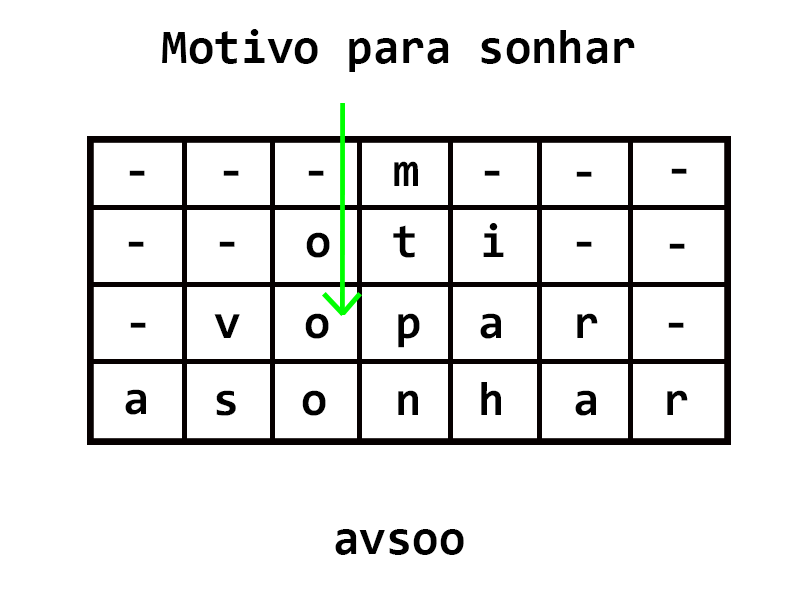 Motivo para sonhar
- - - m - - -
- - o t i - -
- v o p a r -
a s o n h a r
avsoo